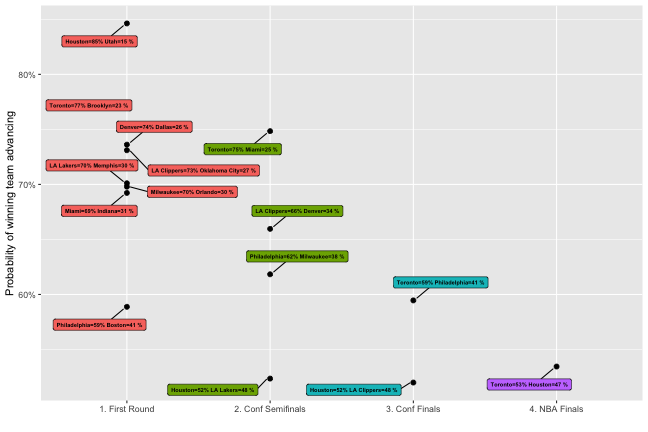 Probability of winning team advancing
80%
70%
60%
Houston=85% Utah=15 %
Toronto=77% Brooklyn=23 %
Denver=74% Dallas=26 %
LA Clippers=73% Oklahoma City=27 %
LA Lakers=70% Memphis=30 %
Milwaukee=70% Orlando=30 %
Miami=69% Indiana=31 %
Philadelphia=59% Boston=41 %
Toronto=75% Miami=25 %
LA Clippers=66% Denver=34 %
Philadelphia=62% Milwaukee=38 %
Houston=52% LA Lakers=48 %
Toronto=59% Philadelphia=41 %
Houston=52% LA Clippers=48 %
Toronto=53% Houston=47 %
1. First Round
2. Conf Semifinals
3. Conf Finals
4. NBA Finals